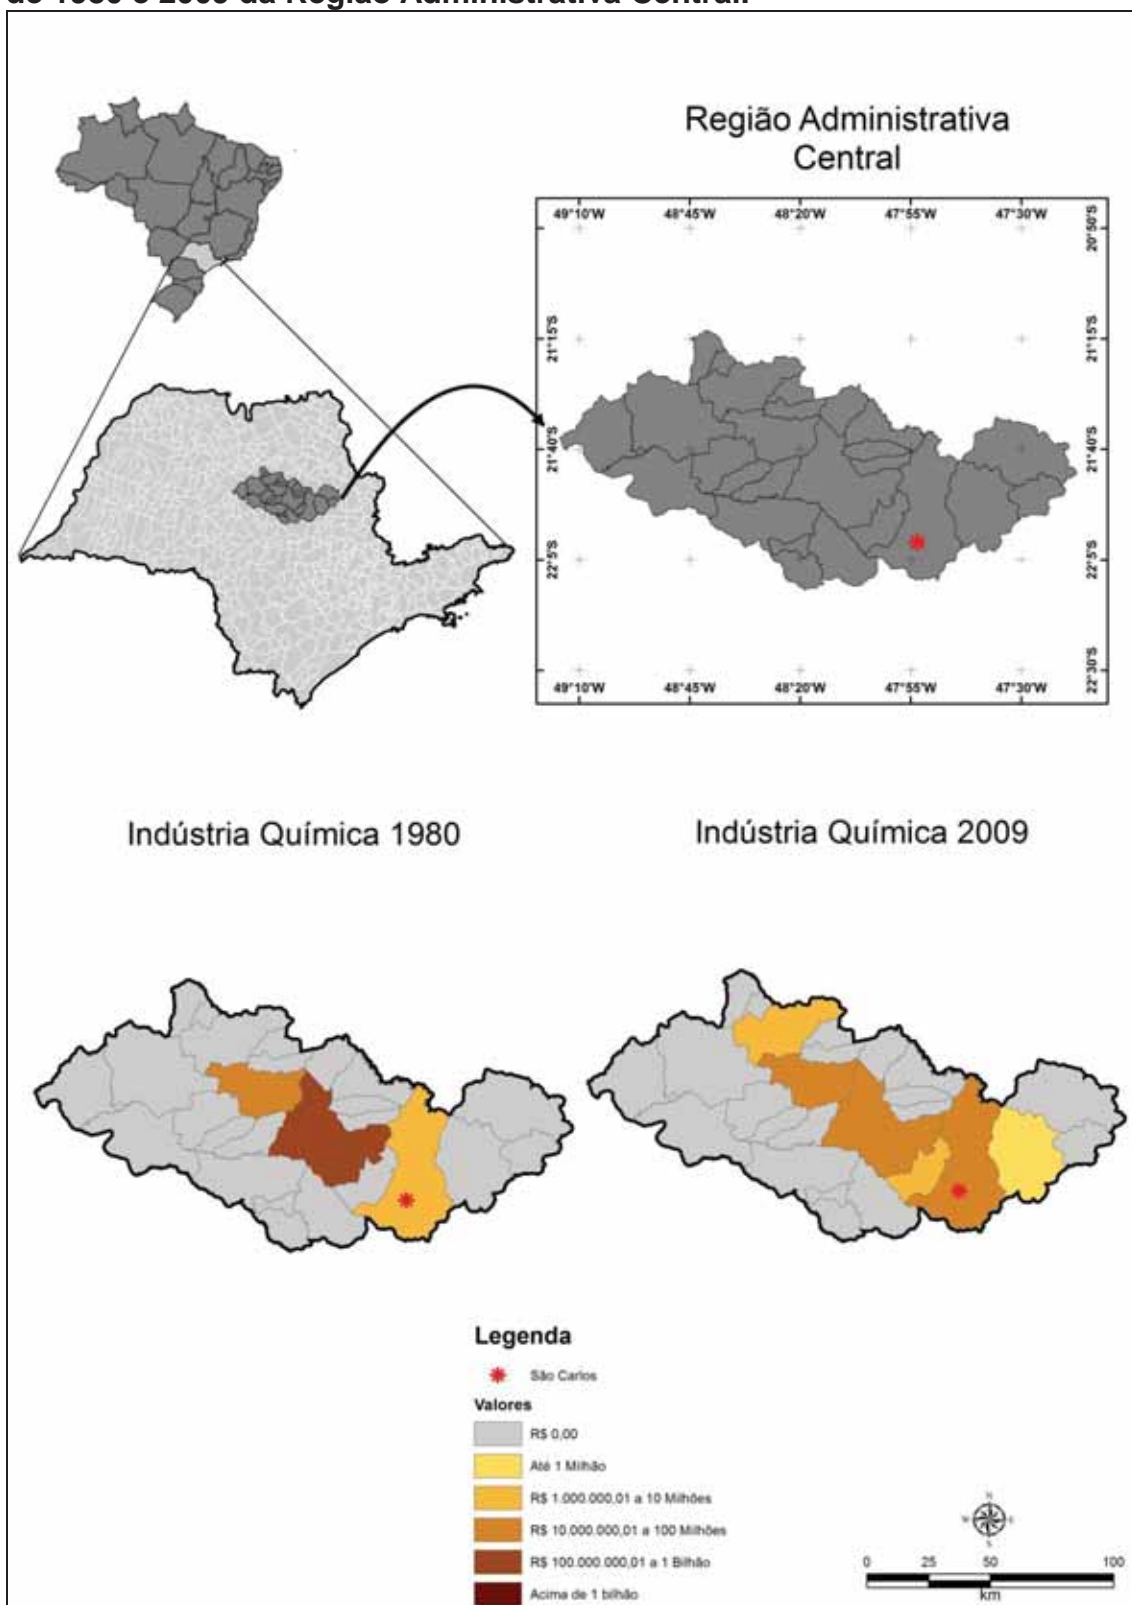 de 1980 e 2009 da Região Administrativa Central.
Região Administrativa
Central
49°10'W 48°45'W 48°20'W 47°55'W 47°30'W
20°50'S
21°15'S 21°15'S
21°40'S 21°40'S
22°5'S 22°5'S
22°30'S
49°10'W 48°45'W 48°20'W 47°55'W 47°30'W
Indústria Química 1980
Indústria Química 2009
Legenda
São Carlos
Valores
R$ 0,00
Até 1 Milhão
R$ 1.000.000,01 a 10 Milhões
R$ 10.000.000,01 a 100 Milhões
R$ 100.000.000,01 a 1 Bilhão
Acima de 1 bilhão
N
W E
S
0 25 50 100
km